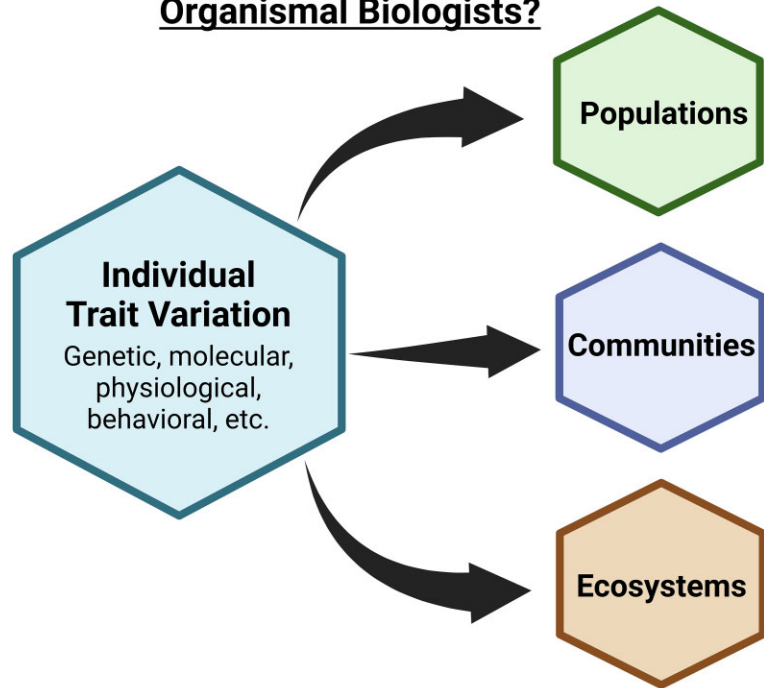 Organismal Biologists?
Populations
Individual
Trait Variation
Genetic, molecular,
physiological,
behavioral, etc.
Communities
Ecosystems